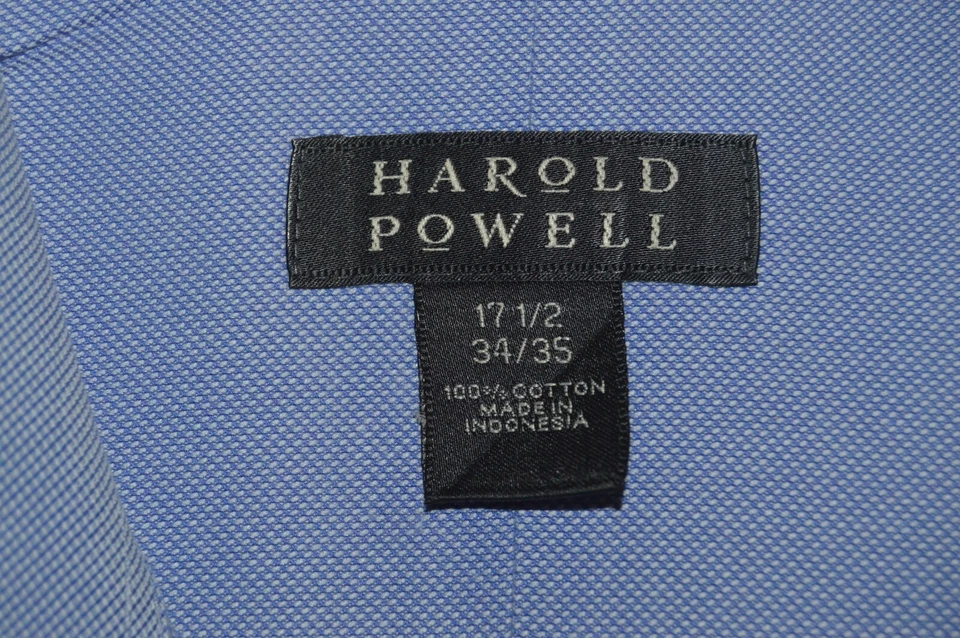 HAROLD
POWELL
17 1/2
34/35
100% COTTON
MADE IN
INDONESIA